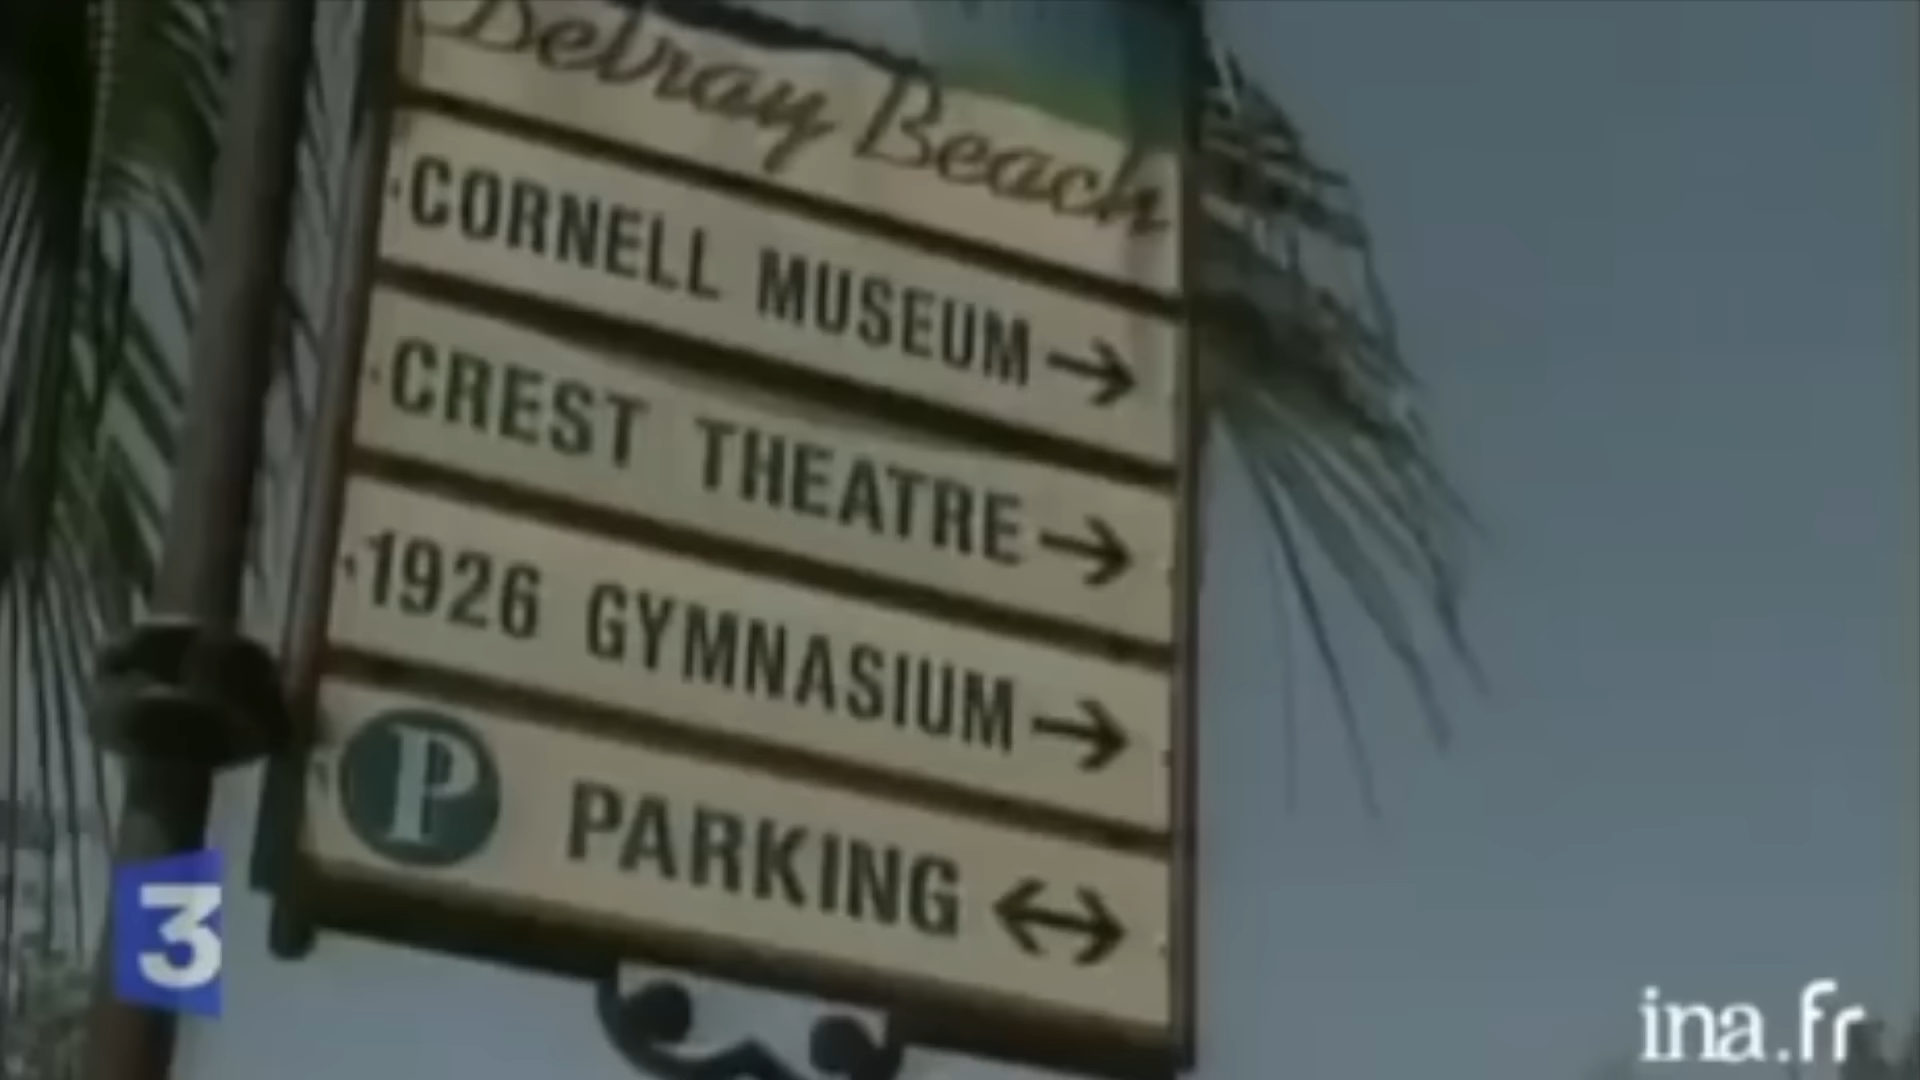 Delray Beach
CORNELL MUSEUM →
CREST THEATRE →
1926 GYMNASIUM →
P PARKING ↔
3
ina.fr